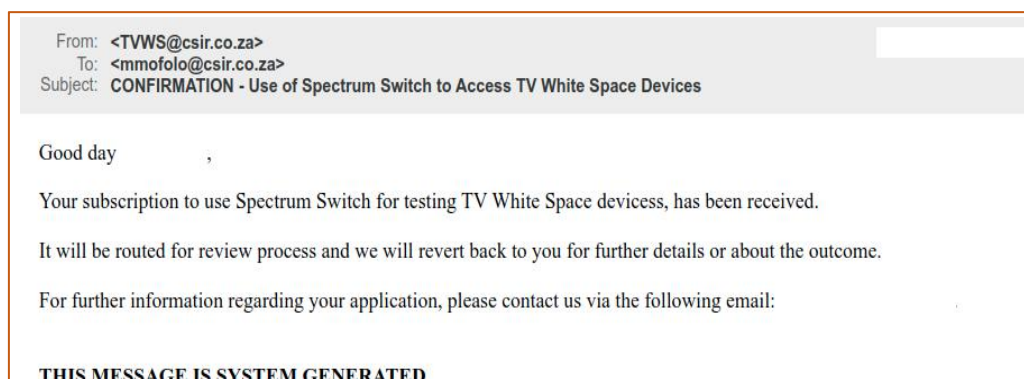 From: <TVWS@csir.co.za>
To: <mmofolo@csir.co.za>
Subject: CONFIRMATION - Use of Spectrum Switch to Access TV White Space Devices
Good day ,
Your subscription to use Spectrum Switch for testing TV White Space devicess, has been received.
It will be routed for review process and we will revert back to you for further details or about the outcome.
For further information regarding your application, please contact us via the following email:
THIS MESSAGE IS SYSTEM GENERATED